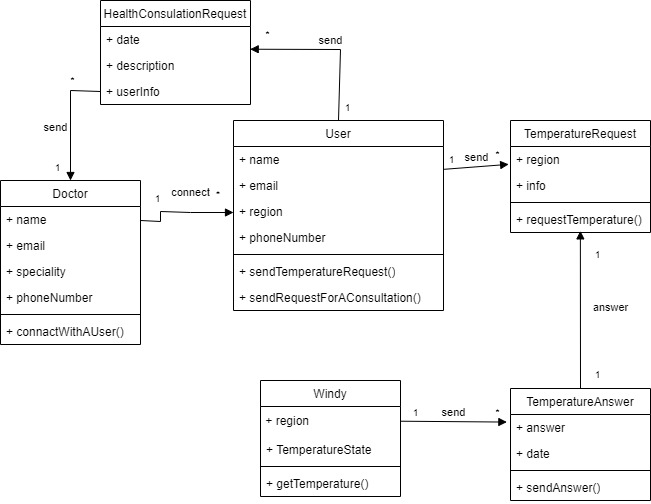 HealthConsulationRequest
+ date
+ description
+ userInfo
*
send
1
*
send
1
User
+ name
+ email
+ region
+ phoneNumber
+ sendTemperatureRequest()
+ sendRequestForAConsultation()
1 send *
TemperatureRequest
+ region
+ info
+ requestTemperature()
Doctor
+ name
+ email
+ speciality
+ phoneNumber
+ connactWithAUser()
1 connect *
1
answer
1
Windy
+ region
+ TemperatureState
+ getTemperature()
1 send *
TemperatureAnswer
+ answer
+ date
+ sendAnswer()